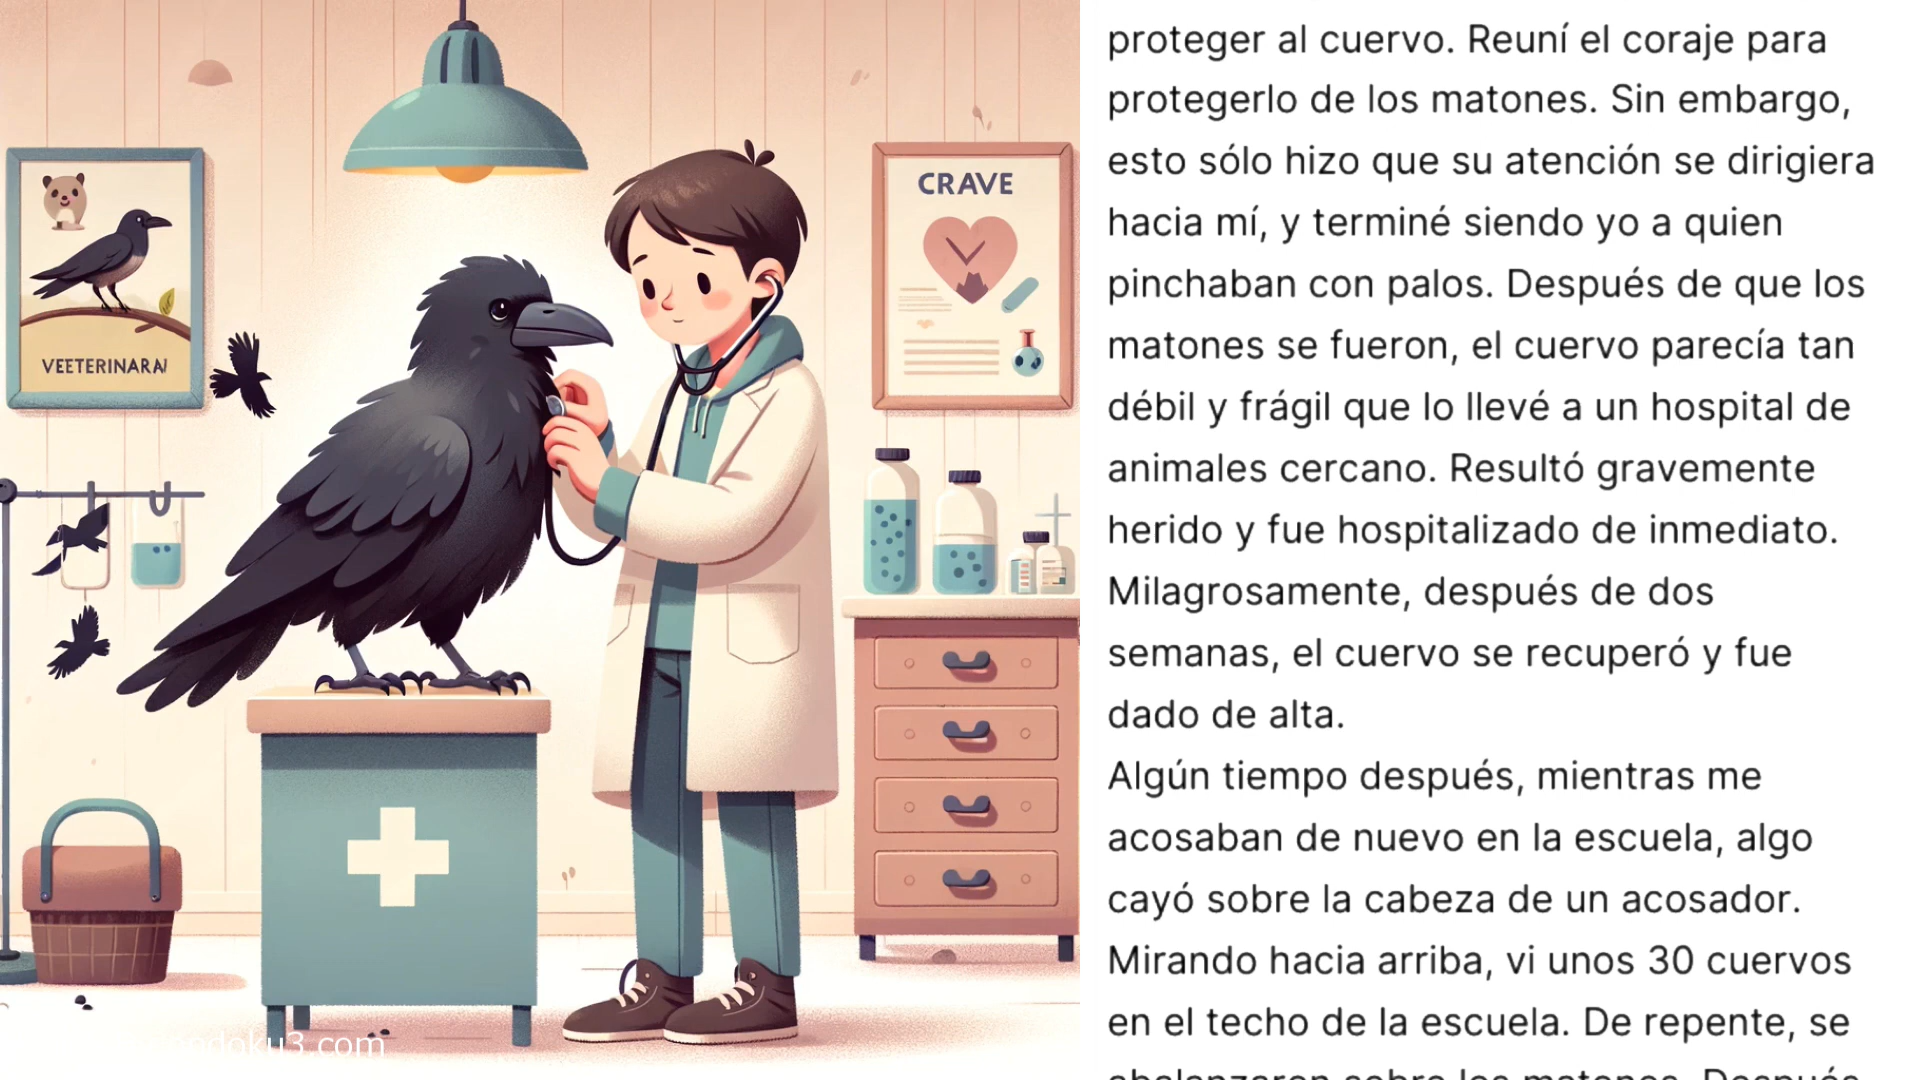 VEETERINARAI
CRAVE
proteger al cuervo. Reuní el coraje para
protegerlo de los matones. Sin embargo,
esto sólo hizo que su atención se dirigiera
hacia mí, y terminé siendo yo a quien
pinchaban con palos. Después de que los
matones se fueron, el cuervo parecía tan
débil y frágil que lo llevé a un hospital de
animales cercano. Resultó gravemente
herido y fue hospitalizado de inmediato.
Milagrosamente, después de dos
semanas, el cuervo se recuperó y fue
dado de alta.
Algún tiempo después, mientras me
acosaban de nuevo en la escuela, algo
cayó sobre la cabeza de un acosador.
Mirando hacia arriba, vi unos 30 cuervos
en el techo de la escuela. De repente, se